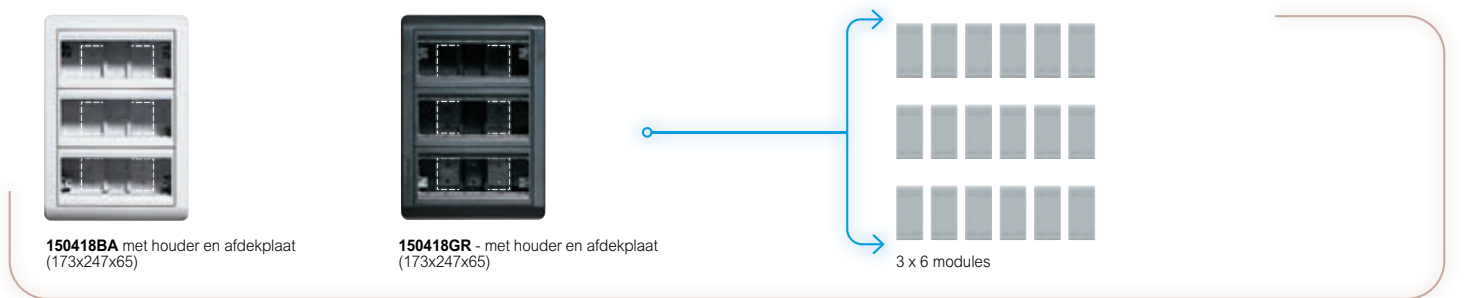 150418BA met houder en afdekplaat
(173x247x65)
150418GR - met houder en afdekplaat
(173x247x65)
3 x 6 modules